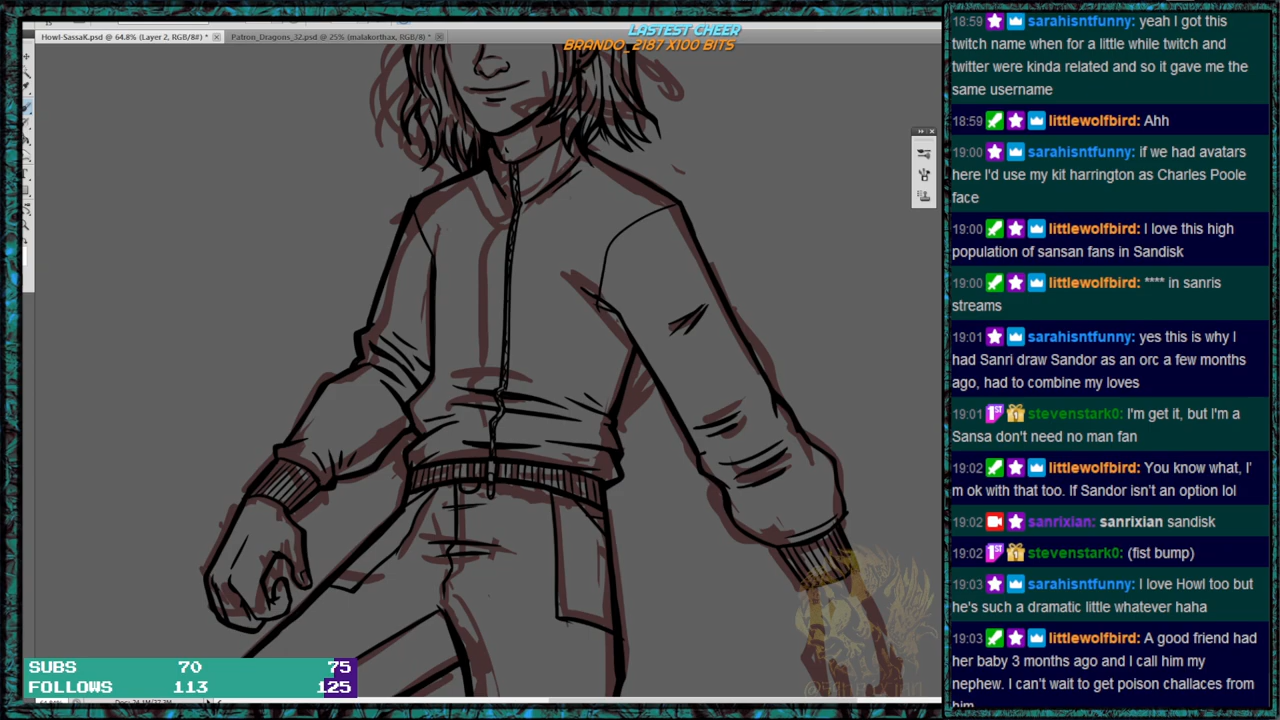 LASTEST CHEER
BRANDO_2187 X100 BITS
Howl-SassaK.psd @ 64.8% (Layer 2, RGB/8#) *
Patron_Dragons_32.psd @ 25% (malakorthax, RGB/8) *
SUBS 70 75
FOLLOWS 113 125
18:59 sarahisntfunny: yeah I got this
twitch name when for a little while twitch and
twitter were kinda related and so it gave me the
same username
18:59 littlewolfbird: Ahh
19:00 sarahisntfunny: if we had avatars
here I'd use my kit harrington as Charles Poole
face
19:00 littlewolfbird: I love this high
population of sansan fans in Sandisk
19:00 littlewolfbird: **** in sanris
streams
19:01 sarahisntfunny: yes this is why I
had Sanri draw Sandor as an orc a few months
ago, had to combine my loves
19:01 stevenstark0: I'm get it, but I'm a
Sansa don't need no man fan
19:02 littlewolfbird: You know what, I'
m ok with that too. If Sandor isn't an option lol
19:02 sanrixian: sanrixian sandisk
19:02 stevenstark0: (fist bump)
19:03 sarahisntfunny: I love Howl too but
he's such a dramatic little whatever haha
19:03 littlewolfbird: A good friend had
her baby 3 months ago and I call him my
nephew. I can't wait to get poison challaces from
him